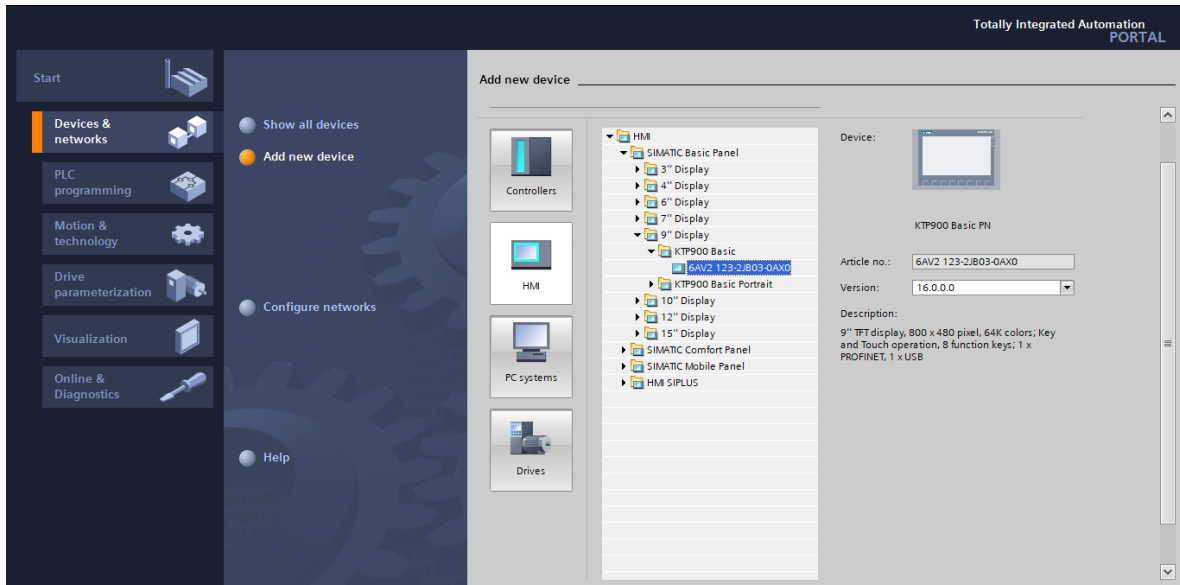 Totally Integrated Automation
PORTAL
Start
Devices &
networks
PLC
programming
Motion &
technology
Drive
parameterization
Visualization
Online &
Diagnostics
Show all devices
Add new device
Configure networks
Help
Add new device
Controllers
HMI
PC systems
Drives
HMI
SIMATIC Basic Panel
3'' Display
4'' Display
6'' Display
7'' Display
9'' Display
KTP900 Basic
6AV2 123-2JB03-0AX0
KTP900 Basic Portrait
10'' Display
12'' Display
15'' Display
SIMATIC Comfort Panel
SIMATIC Mobile Panel
HMI SIPLUS
Device:
KTP900 Basic PN
Article no.: 6AV2 123-2JB03-0AX0
Version: 16.0.0.0
Description:
9'' TFT display, 800 x 480 pixel, 64K colors; Key
and Touch operation, 8 function keys; 1 x
PROFINET, 1 x USB